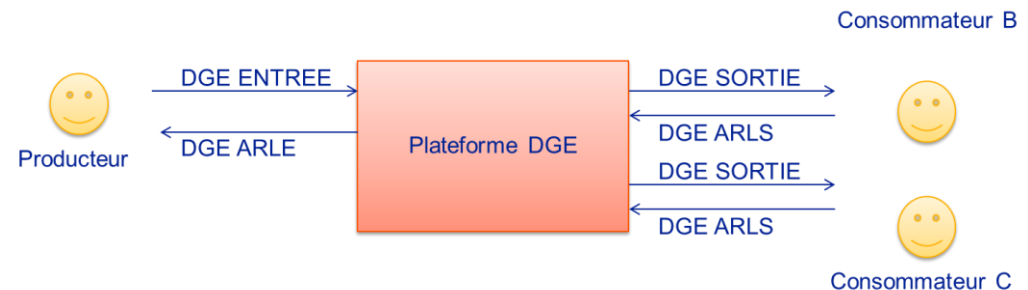 Consommateur B
DGE ENTREE
DGE SORTIE
DGE ARLS
Plateforme DGE
DGE ARLE
Producteur
DGE SORTIE
DGE ARLS
Consommateur C